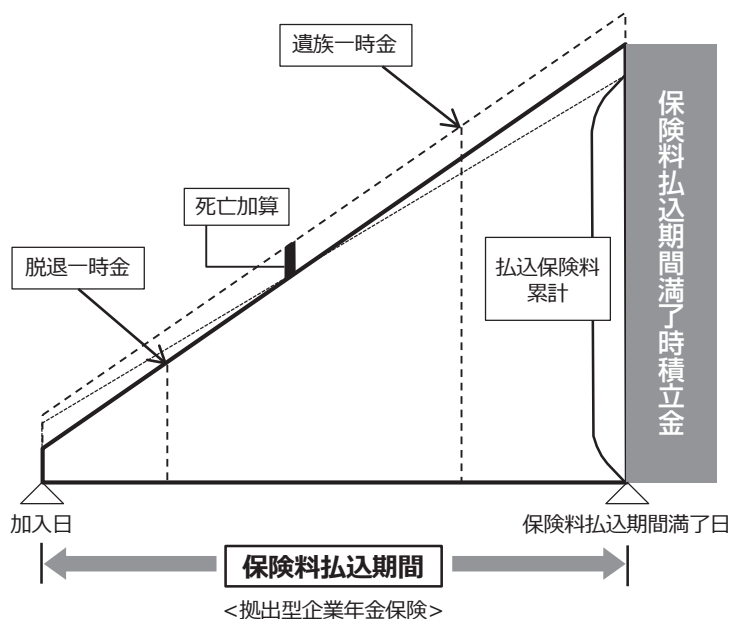 遺族一時金
死亡加算
脱退一時金
払込保険料
累計
保険料払込期間満了時積立金
加入日
保険料払込期間満了日
保険料払込期間
<拠出型企業年金保険>